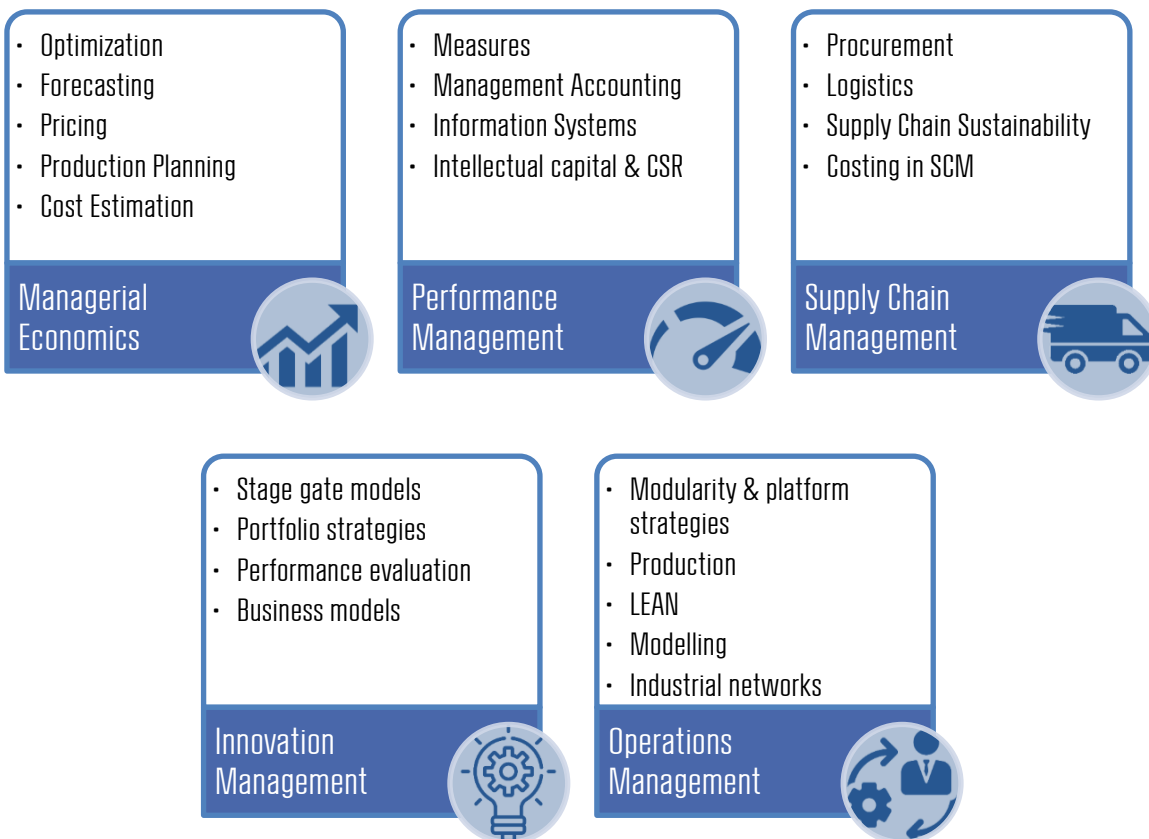 · Optimization
· Forecasting
· Pricing
· Production Planning
· Cost Estimation
Managerial
Economics
· Measures
· Management Accounting
· Information Systems
· Intellectual capital & CSR
Performance
Management
· Procurement
· Logistics
· Supply Chain Sustainability
· Costing in SCM
Supply Chain
Management
· Stage gate models
· Portfolio strategies
· Performance evaluation
· Business models
Innovation
Management
· Modularity & platform
strategies
· Production
· LEAN
· Modelling
· Industrial networks
Operations
Management